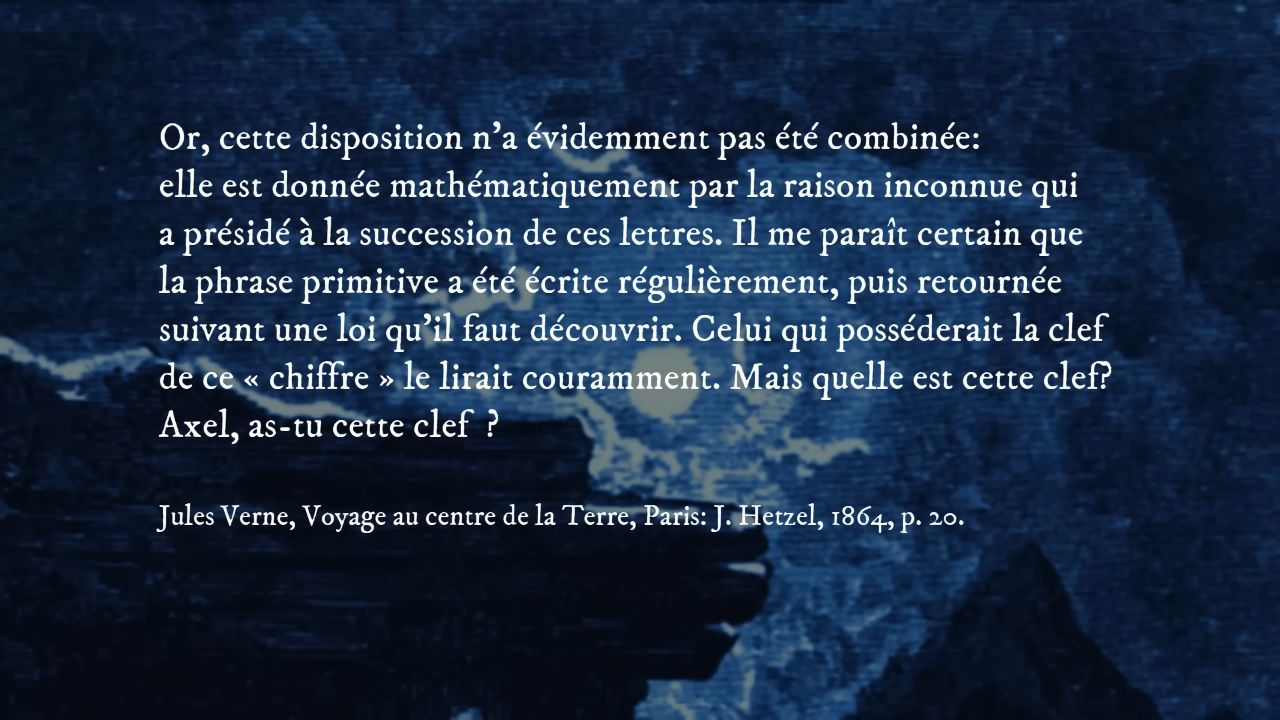 Or, cette disposition n’a évidemment pas été combinée:
elle est donnée mathématiquement par la raison inconnue qui
a présidé à la succession de ces lettres. Il me paraît certain que
la phrase primitive a été écrite régulièrement, puis retournée
suivant une loi qu’il faut découvrir. Celui qui posséderait la clef
de ce « chiffre » le lirait couramment. Mais quelle est cette clef?
Axel, as-tu cette clef  ?
Jules Verne, Voyage au centre de la Terre, Paris: J. Hetzel, 1864, p. 20.